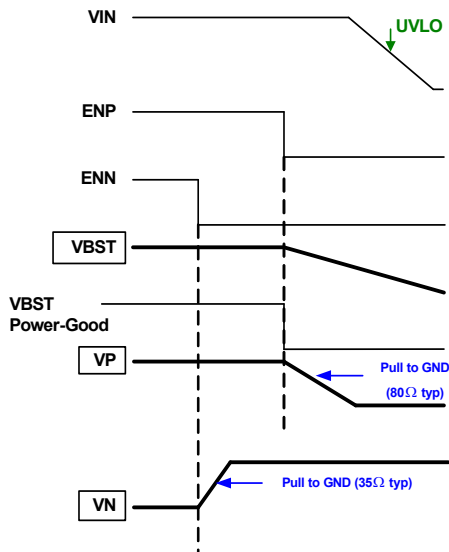 VIN
UVLO
ENP
ENN
VBST
VBST
Power-Good
VP
Pull to GND
(80Ω typ)
VN
Pull to GND (35Ω typ)